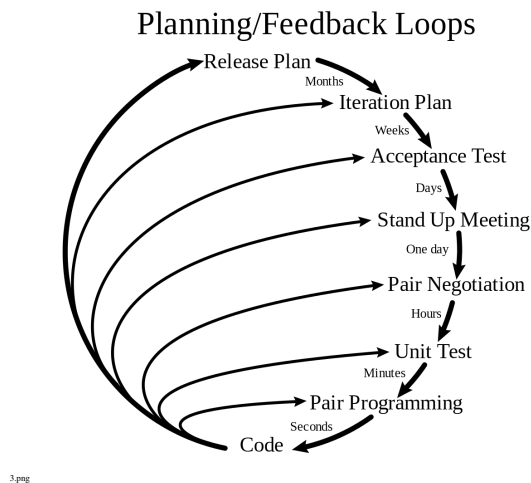 Planning/Feedback Loops
Release Plan
Months
Iteration Plan
Weeks
Acceptance Test
Days
Stand Up Meeting
One day
Pair Negotiation
Hours
Unit Test
Minutes
Pair Programming
Seconds
Code
3.png